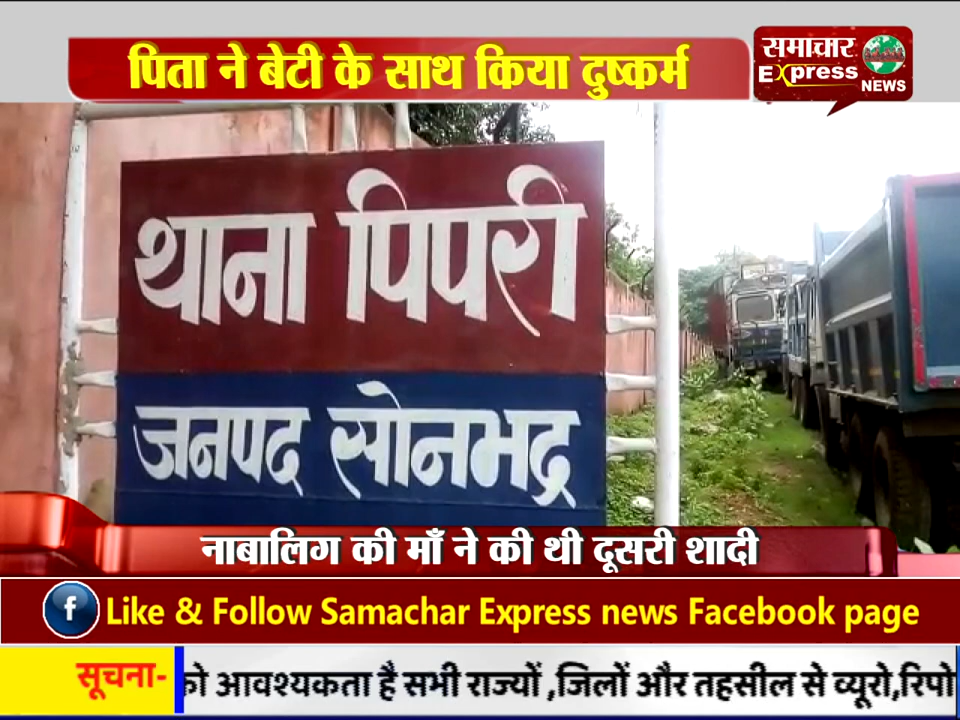 पिता ने बेटी के साथ किया दुष्कर्म
समाचार
Express
NEWS
थाना पिपरी
जनपद सोनभद्र
नाबालिग की माँ ने की थी दूसरी शादी
f Like & Follow Samachar Express news Facebook page
सूचना- को आवश्यकता है सभी राज्यों ,जिलों और तहसील से व्यूरो,रिपो